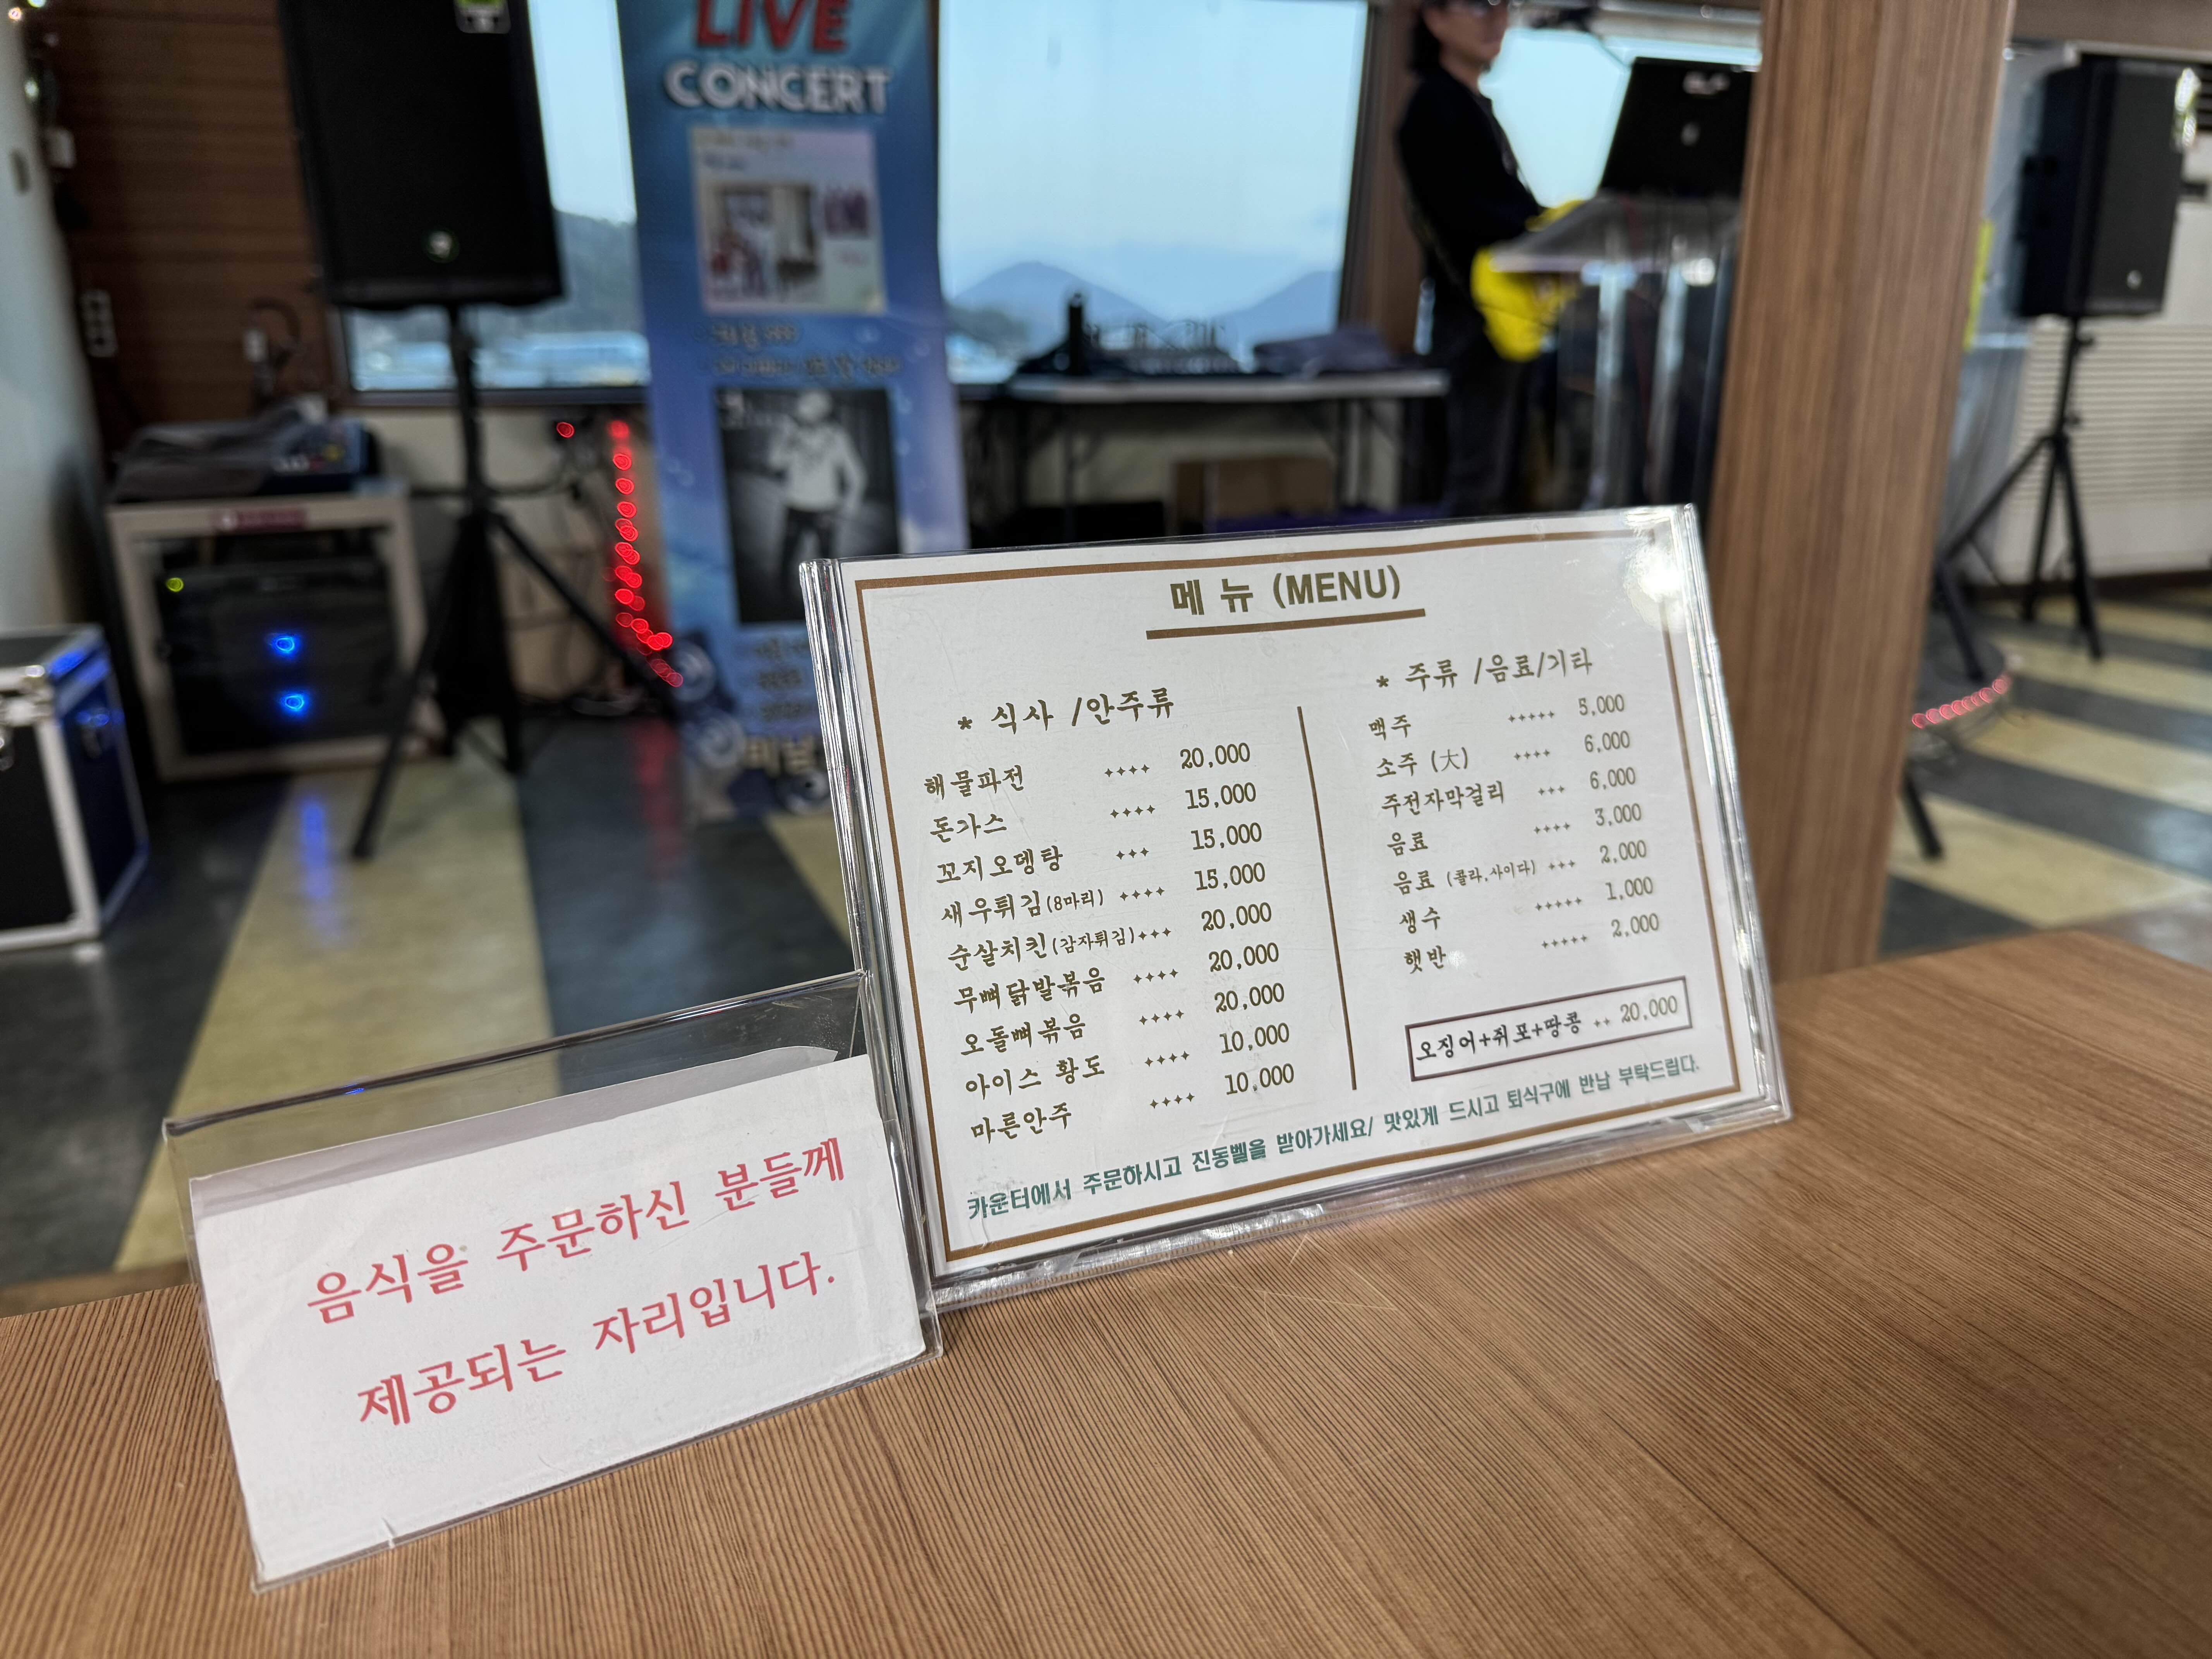 LIVE
CONCERT
메뉴 (MENU)
* 식사 /안주류
해물파전 ++++ 20,000
돈가스 ++++ 15,000
꼬지오뎅탕 +++ 15,000
새우튀김(8마리) ++++ 15,000
순살치킨(감자튀김)+++ 20,000
무뼈닭발볶음 ++++ 20,000
오돌뼈볶음 ++++ 20,000
아이스 황도 ++++ 10,000
마른안주 ++++ 10,000
* 주류 /음료/기타
맥주 +++++ 5,000
소주 (大) ++++ 6,000
주전자막걸리 +++ 6,000
음료 ++++ 3,000
음료 (콜라,사이다) +++ 2,000
생수 +++++ 1,000
햇반 +++++ 2,000
오징어+쥐포+땅콩 ++ 20,000
카운터에서 주문하시고 진동벨을 받아가세요/ 맛있게 드시고 퇴식구에 반납 부탁드립다.
음식을 주문하신 분들께
제공되는 자리입니다.